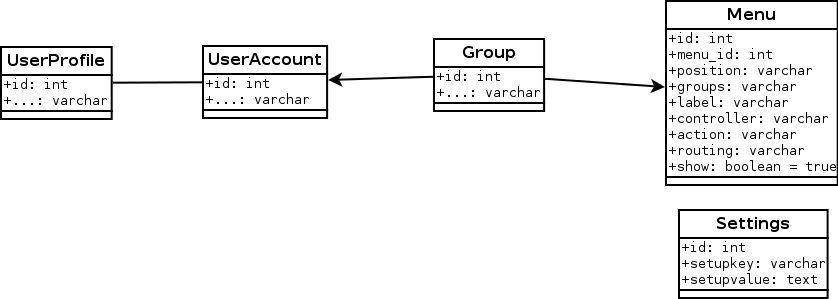 UserProfile
+id: int
+...: varchar
UserAccount
+id: int
+...: varchar
Group
+id: int
+...: varchar
Menu
+id: int
+menu_id: int
+position: varchar
+groups: varchar
+label: varchar
+controller: varchar
+action: varchar
+routing: varchar
+show: boolean = true
Settings
+id: int
+setupkey: varchar
+setupvalue: text